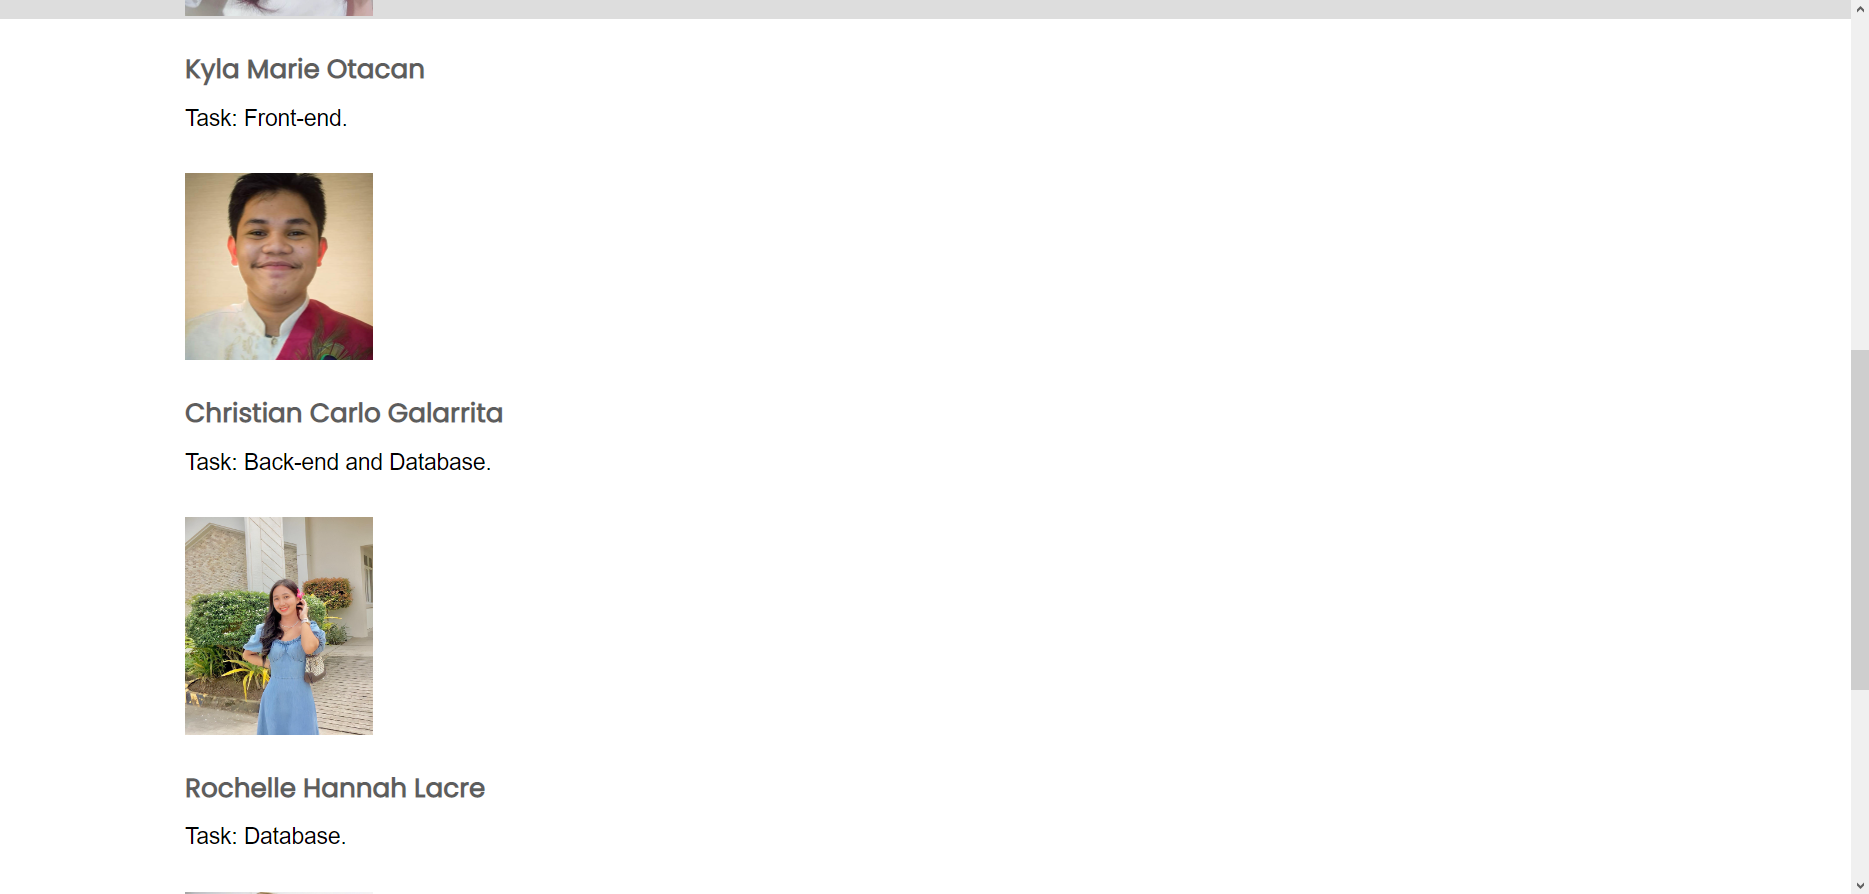 Kyla Marie Otacan
Task: Front-end.
Christian Carlo Galarrita
Task: Back-end and Database.
Rochelle Hannah Lacre
Task: Database.